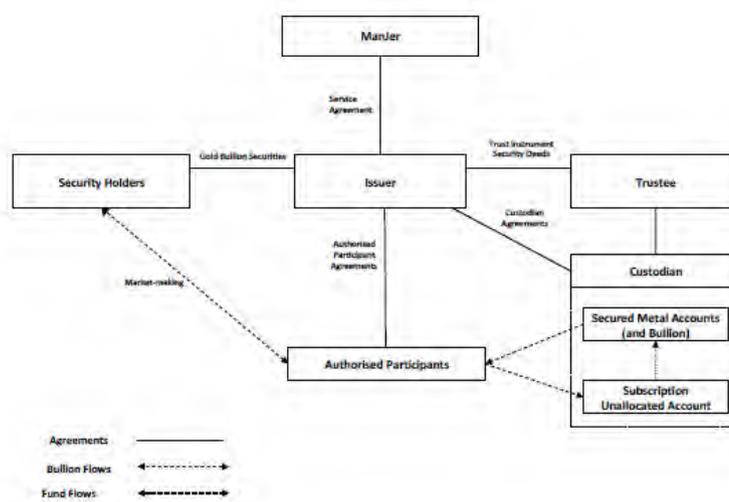 ManJer
Service
Agreement
Gold Bullion Securities
Trust Instrument
Security Deeds
Security Holders
Issuer
Trustee
Custodian
Agreements
Authorised
Participant
Agreements
Custodian
Market-making
Secured Metal Accounts
(and Bullion)
Authorised Participants
Subscription
Unallocated Account
Agreements
Bullion Flows
Fund Flows